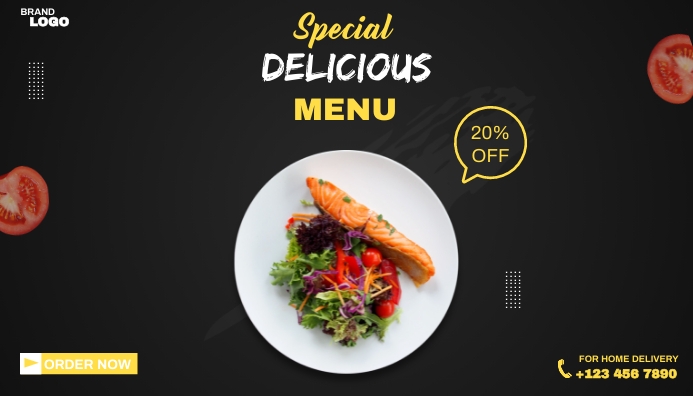 BRAND
LOGO
Special
DELICIOUS
MENU
20%
OFF
ORDER NOW
FOR HOME DELIVERY
+123 456 7890